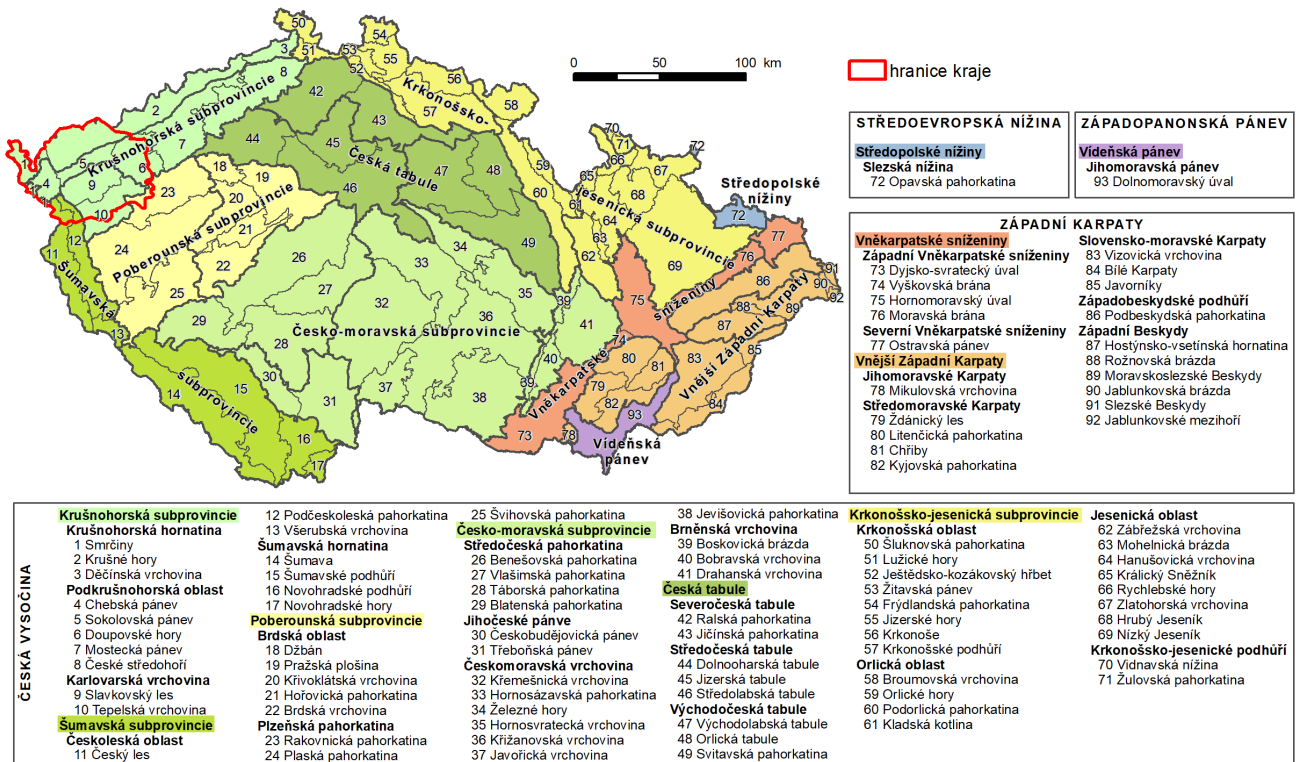 0 50 100 km
hranice kraje
STŘEDOEVROPSKÁ NÍŽINA
Středopolské nížiny
Slezská nížina
72 Opavská pahorkatina
ZÁPADOPANONSKÁ PÁNEV
Vídeňská pánev
Jihomoravská pánev
93 Dolnomoravský úval
Krušnohorská subprovincie
Krkonošsko-
jesenická subprovincie
Česká tabule
Poberounská subprovincie
Šumavská
subprovincie
Česko-moravská subprovincie
Středopolské
nížiny
Vněkarpatské
sníženiny
Vnější Západní Karpaty
Vídeňská
pánev
ZÁPADNÍ KARPATY
Vněkarpatské sníženiny
Západní Vněkarpatské sníženiny
73 Dyjsko-svratecký úval
74 Vyškovská brána
75 Hornomoravský úval
76 Moravská brána
Severní Vněkarpatské sníženiny
77 Ostravská pánev
Vnější Západní Karpaty
Jihomoravské Karpaty
78 Mikulovská vrchovina
Středomoravské Karpaty
79 Ždánický les
80 Litenčická pahorkatina
81 Chřiby
82 Kyjovská pahorkatina
Slovensko-moravské Karpaty
83 Vizovická vrchovina
84 Bílé Karpaty
85 Javorníky
Západobeskydské podhůří
86 Podbeskydská pahorkatina
Západní Beskydy
87 Hostýnsko-vsetínská hornatina
88 Rožnovská brázda
89 Moravskoslezské Beskydy
90 Jablunkovská brázda
91 Slezské Beskydy
92 Jablunkovské mezihoří
ČESKÁ VYSOČINA
Krušnohorská subprovincie
Krušnohorská hornatina
1 Smrčiny
2 Krušné hory
3 Děčínská vrchovina
Podkrušnohorská oblast
4 Chebská pánev
5 Sokolovská pánev
6 Doupovské hory
7 Mostecká pánev
8 České středohoří
Karlovarská vrchovina
9 Slavkovský les
10 Tepelská vrchovina
Šumavská subprovincie
Českoleská oblast
11 Český les
12 Podčeskoleská pahorkatina
13 Všerubská vrchovina
Šumavská hornatina
14 Šumava
15 Šumavské podhůří
16 Novohradské podhůří
17 Novohradské hory
Poberounská subprovincie
Brdská oblast
18 Džbán
19 Pražská plošina
20 Křivoklátská vrchovina
21 Hořovická pahorkatina
22 Brdská vrchovina
Plzeňská pahorkatina
23 Rakovnická pahorkatina
24 Plaská pahorkatina
25 Švihovská pahorkatina
Česko-moravská subprovincie
Středočeská pahorkatina
26 Benešovská pahorkatina
27 Vlašimská pahorkatina
28 Táborská pahorkatina
29 Blatenská pahorkatina
Jihočeské pánve
30 Českobudějovická pánev
31 Třeboňská pánev
Českomoravská vrchovina
32 Křemešnická vrchovina
33 Hornosázavská pahorkatina
34 Železné hory
35 Hornosvratecká vrchovina
36 Křižanovská vrchovina
37 Javořická vrchovina
38 Jevišovická pahorkatina
Brněnská vrchovina
39 Boskovická brázda
40 Bobravská vrchovina
41 Drahanská vrchovina
Česká tabule
Severočeská tabule
42 Ralská pahorkatina
43 Jičínská pahorkatina
Středočeská tabule
44 Dolnooharská tabule
45 Jizerská tabule
46 Středolabská tabule
Východočeská tabule
47 Východolabská tabule
48 Orlická tabule
49 Svitavská pahorkatina
Krkonošsko-jesenická subprovincie
Krkonošská oblast
50 Šluknovská pahorkatina
51 Lužické hory
52 Ještědsko-kozákovský hřbet
53 Žitavská pánev
54 Frýdlandská pahorkatina
55 Jizerské hory
56 Krkonoše
57 Krkonošské podhůří
Orlická oblast
58 Broumovská vrchovina
59 Orlické hory
60 Podorlická pahorkatina
61 Kladská kotlina
Jesenická oblast
62 Zábřežská vrchovina
63 Mohelnická brázda
64 Hanušovická vrchovina
65 Králický Sněžník
66 Rychlebské hory
67 Zlatohorská vrchovina
68 Hrubý Jeseník
69 Nízký Jeseník
Krkonošsko-jesenické podhůří
70 Vidnavská nížina
71 Žulovská pahorkatina